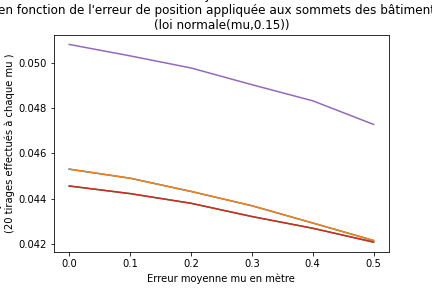 en fonction de l'erreur de position appliquée aux sommets des bâtiment
(loi normale(mu,0.15))
(20 tirages effectués à chaque mu )
0.050
0.048
0.046
0.044
0.042
0.0 0.1 0.2 0.3 0.4 0.5
Erreur moyenne mu en mètre